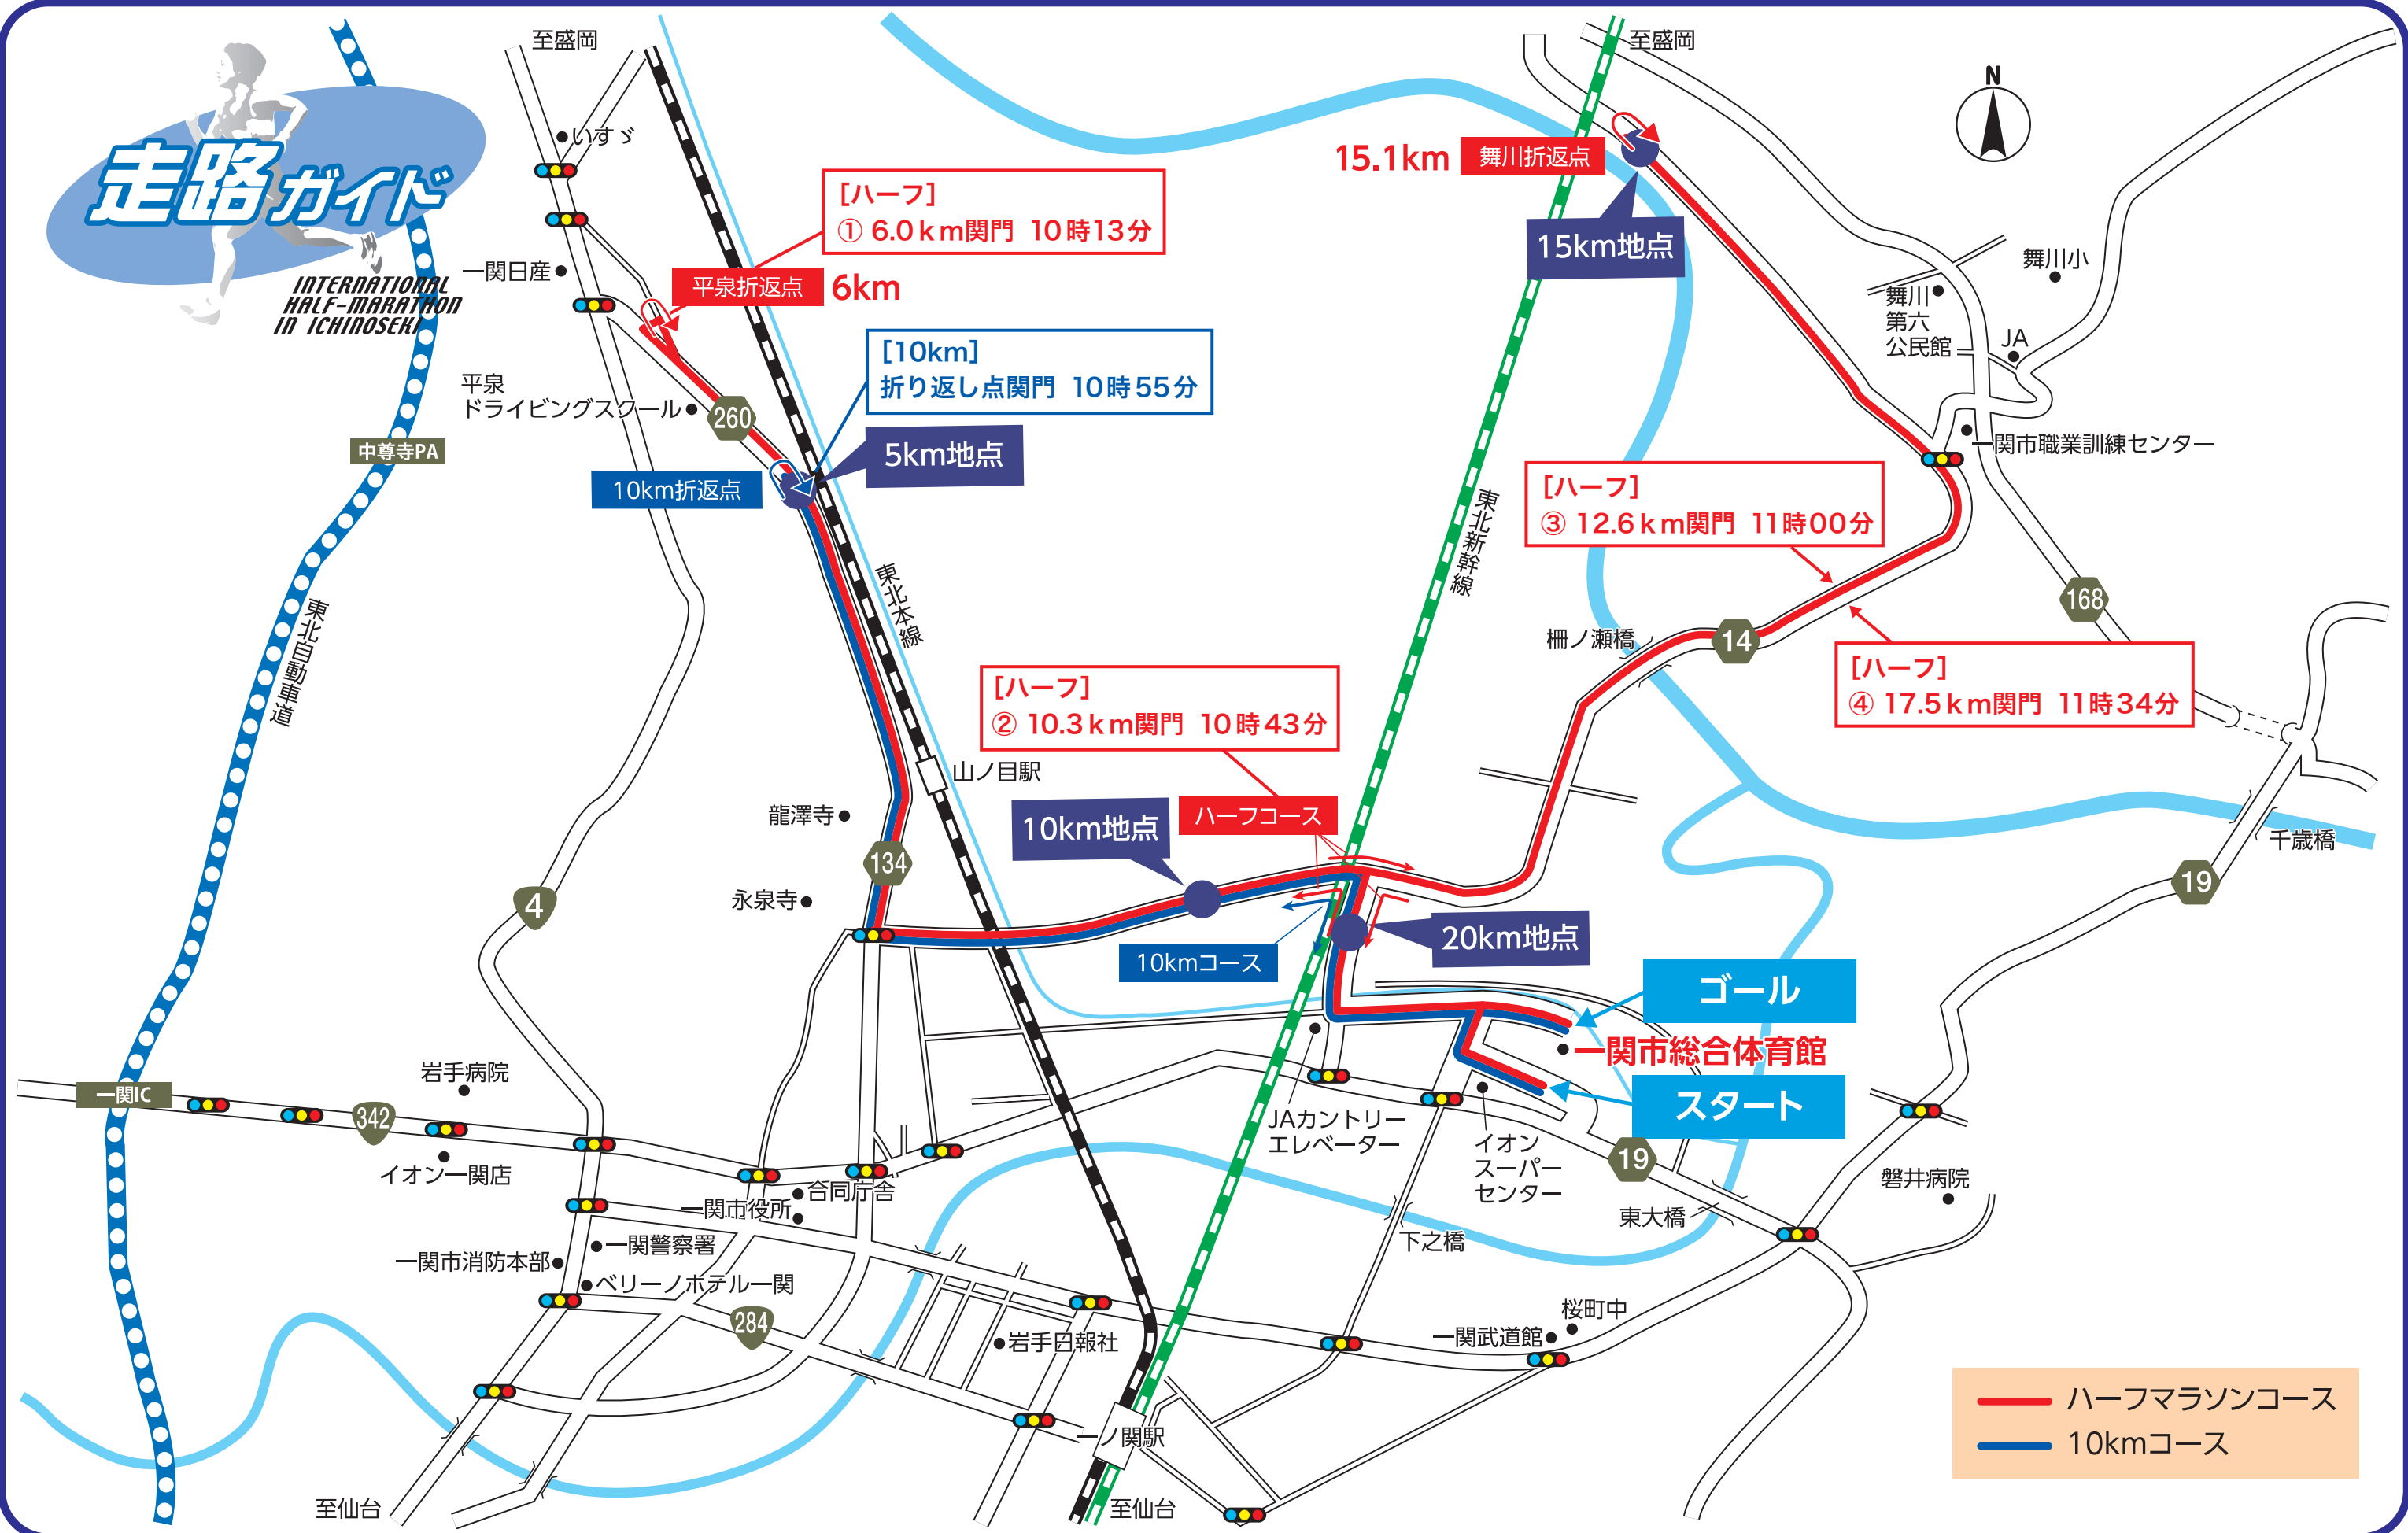 走路ガイド
INTERNATIONAL
HALF-MARATHON
IN ICHINOSEKI
至盛岡
いすゞ
一関日産
[ハーフ]
① 6.0km関門 10時13分
平泉折返点
6km
[10km]
折り返し点関門 10時55分
平泉
ドライビングスクール
260
5km地点
10km折返点
中尊寺PA
東北自動車道
東北本線
至盛岡
15.1km
舞川折返点
15km地点
N
舞川小
舞川
第六
公民館
JA
一関市職業訓練センター
東北新幹線
[ハーフ]
③ 12.6km関門 11時00分
168
柵ノ瀬橋
14
[ハーフ]
④ 17.5km関門 11時34分
[ハーフ]
② 10.3km関門 10時43分
山ノ目駅
龍澤寺
10km地点
ハーフコース
134
永泉寺
4
千歳橋
19
20km地点
10kmコース
ゴール
一関市総合体育館
スタート
一関IC
342
岩手病院
イオン一関店
JAカントリー
エレベーター
イオン
スーパー
センター
19
東大橋
磐井病院
合同庁舎
一関市役所
一関警察署
一関市消防本部
ベリーノホテル一関
下之橋
284
岩手日報社
桜町中
一関武道館
一ノ関駅
至仙台
至仙台
ハーフマラソンコース
10kmコース